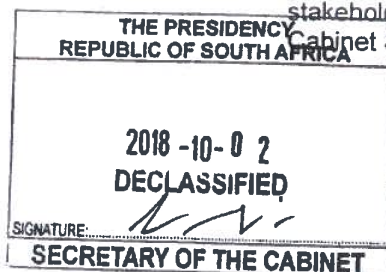 stakehol
THE PRESIDENCY
Cabinet
REPUBLIC OF SOUTH AFRICA
2018 -10- 0 2
DECLASSIFIED
SIGNATURE:
SECRETARY OF THE CABINET